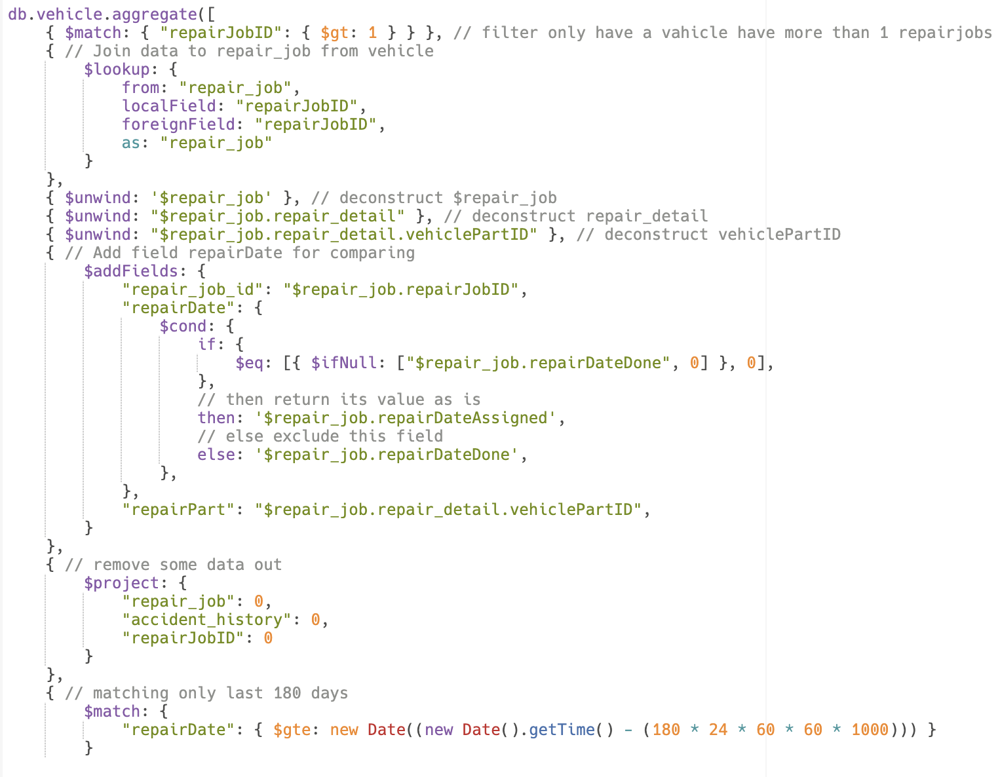 db.vehicle.aggregate([
    { $match: { "repairJobID": { $gt: 1 } } }, // filter only have a vahicle have more than 1 repairjobs
    { // Join data to repair_job from vehicle
        $lookup: {
            from: "repair_job",
            localField: "repairJobID",
            foreignField: "repairJobID",
            as: "repair_job"
        }
    },
    { $unwind: '$repair_job' }, // deconstruct $repair_job
    { $unwind: "$repair_job.repair_detail" }, // deconstruct repair_detail
    { $unwind: "$repair_job.repair_detail.vehiclePartID" }, // deconstruct vehiclePartID
    { // Add field repairDate for comparing
        $addFields: {
            "repair_job_id": "$repair_job.repairJobID",
            "repairDate": {
                $cond: {
                    if: {
                        $eq: [{ $ifNull: ["$repair_job.repairDateDone", 0] }, 0],
                    },
                    // then return its value as is
                    then: '$repair_job.repairDateAssigned',
                    // else exclude this field
                    else: '$repair_job.repairDateDone',
                },
            },
            "repairPart": "$repair_job.repair_detail.vehiclePartID",
        }
    },
    { // remove some data out
        $project: {
            "repair_job": 0,
            "accident_history": 0,
            "repairJobID": 0
        }
    },
    { // matching only last 180 days
        $match: {
            "repairDate": { $gte: new Date((new Date().getTime() - (180 * 24 * 60 * 60 * 1000))) }
        }